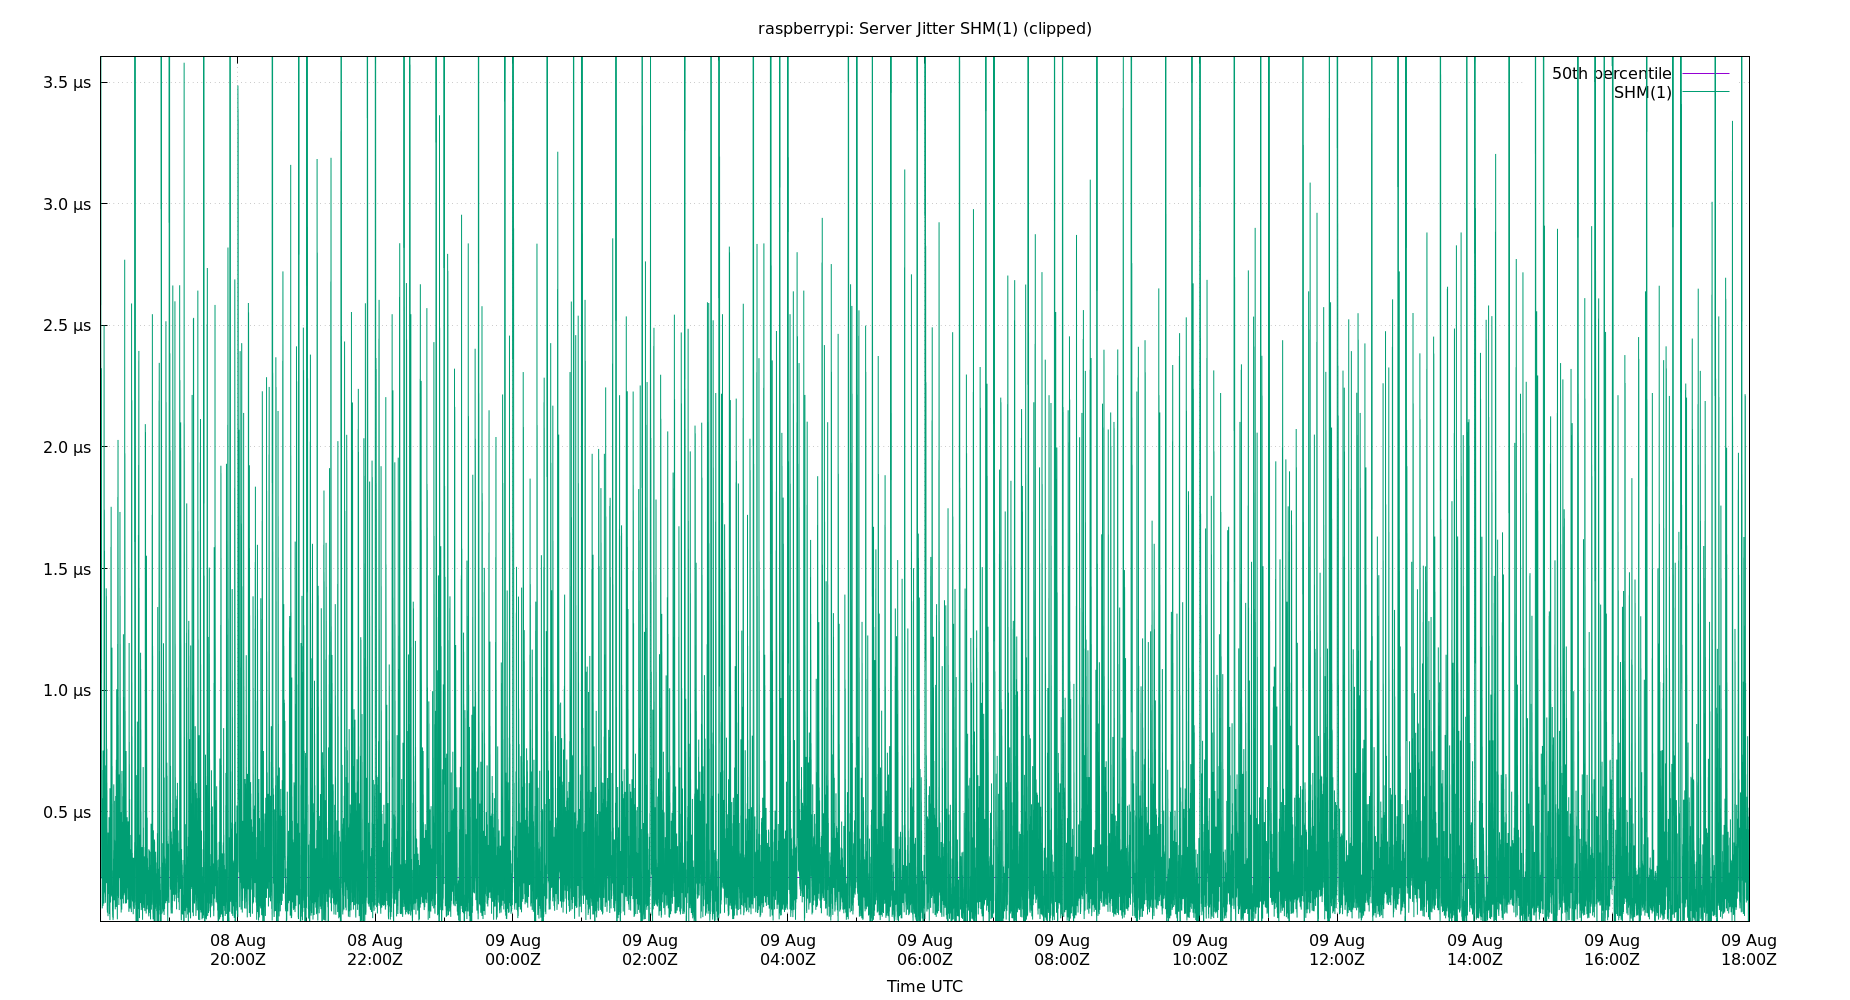 raspberrypi: Server Jitter SHM(1) (clipped)
50th percentile
SHM(1)
3.5 µs
3.0 µs
2.5 µs
2.0 µs
1.5 µs
1.0 µs
0.5 µs
08 Aug 08 Aug 09 Aug 09 Aug 09 Aug 09 Aug 09 Aug 09 Aug 09 Aug 09 Aug 09 Aug 09 Aug
20:00Z 22:00Z 00:00Z 02:00Z 04:00Z 06:00Z 08:00Z 10:00Z 12:00Z 14:00Z 16:00Z 18:00Z
Time UTC